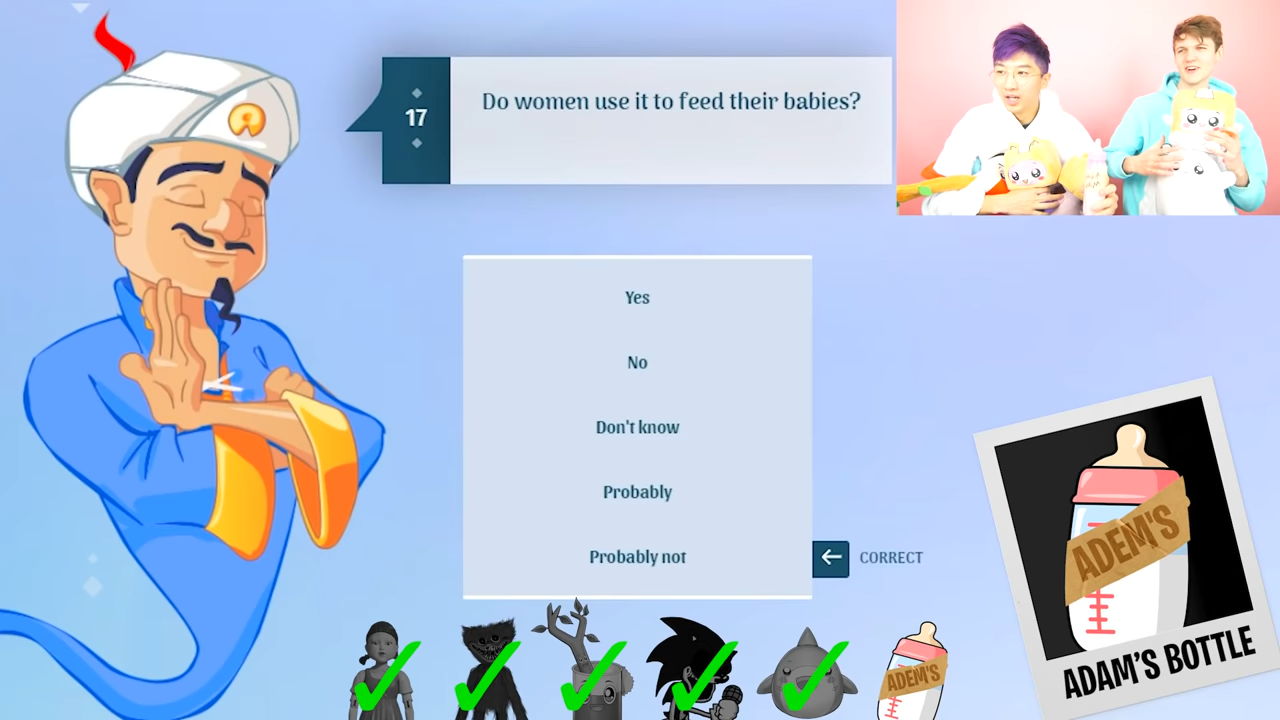 17
Do women use it to feed their babies?
Yes
No
Don't know
Probably
Probably not
CORRECT
ADEM'S
ADAM'S BOTTLE
ADEM'S